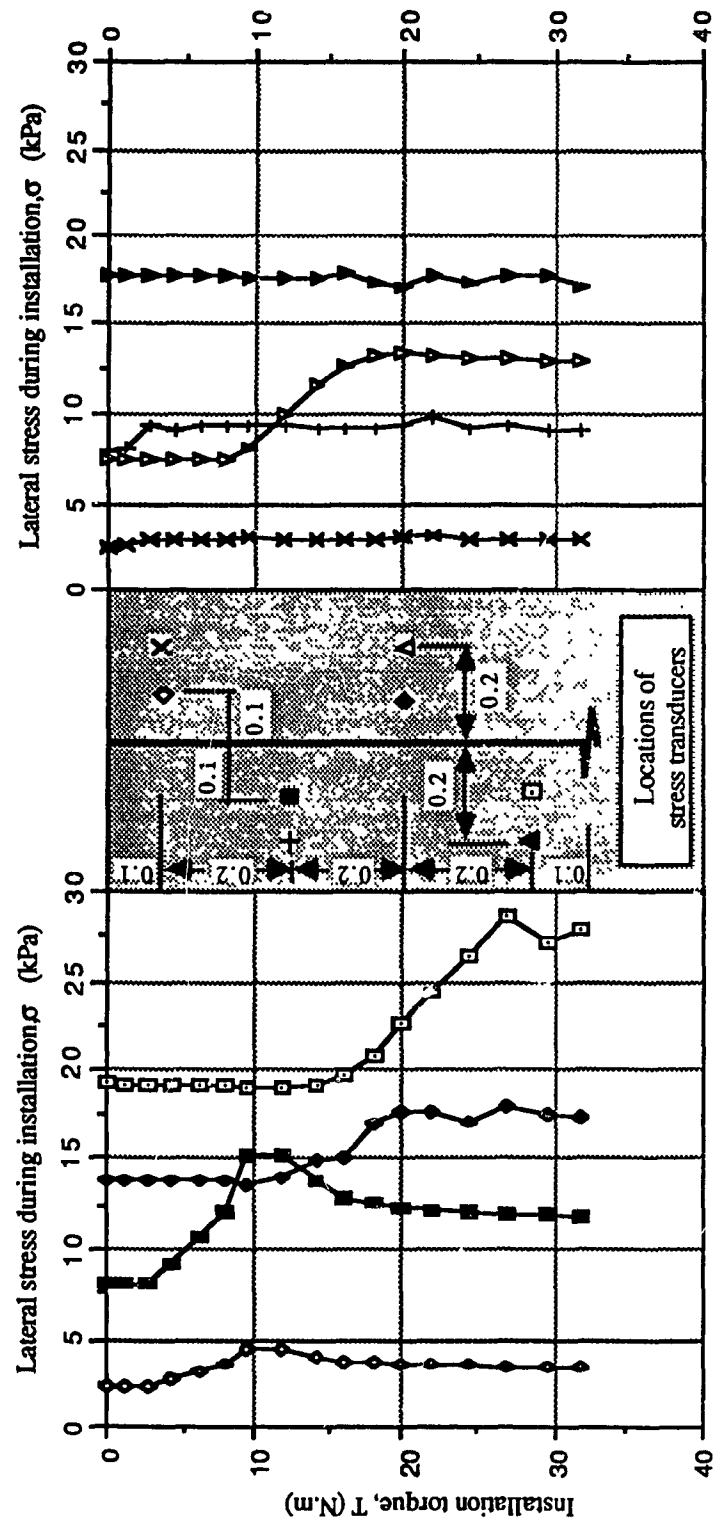 Lateral stress during installation,σ (kPa)
0 5 10 15 20 25 30
0
10
20
30
40
Installation torque, T (N.m)
0.1
0.2
0.2
0.2
0.1
0.1
0.1
0.2
0.2
Locations of
stress transducers
Lateral stress during installation,σ (kPa)
0 5 10 15 20 25 30
0
10
20
30
40